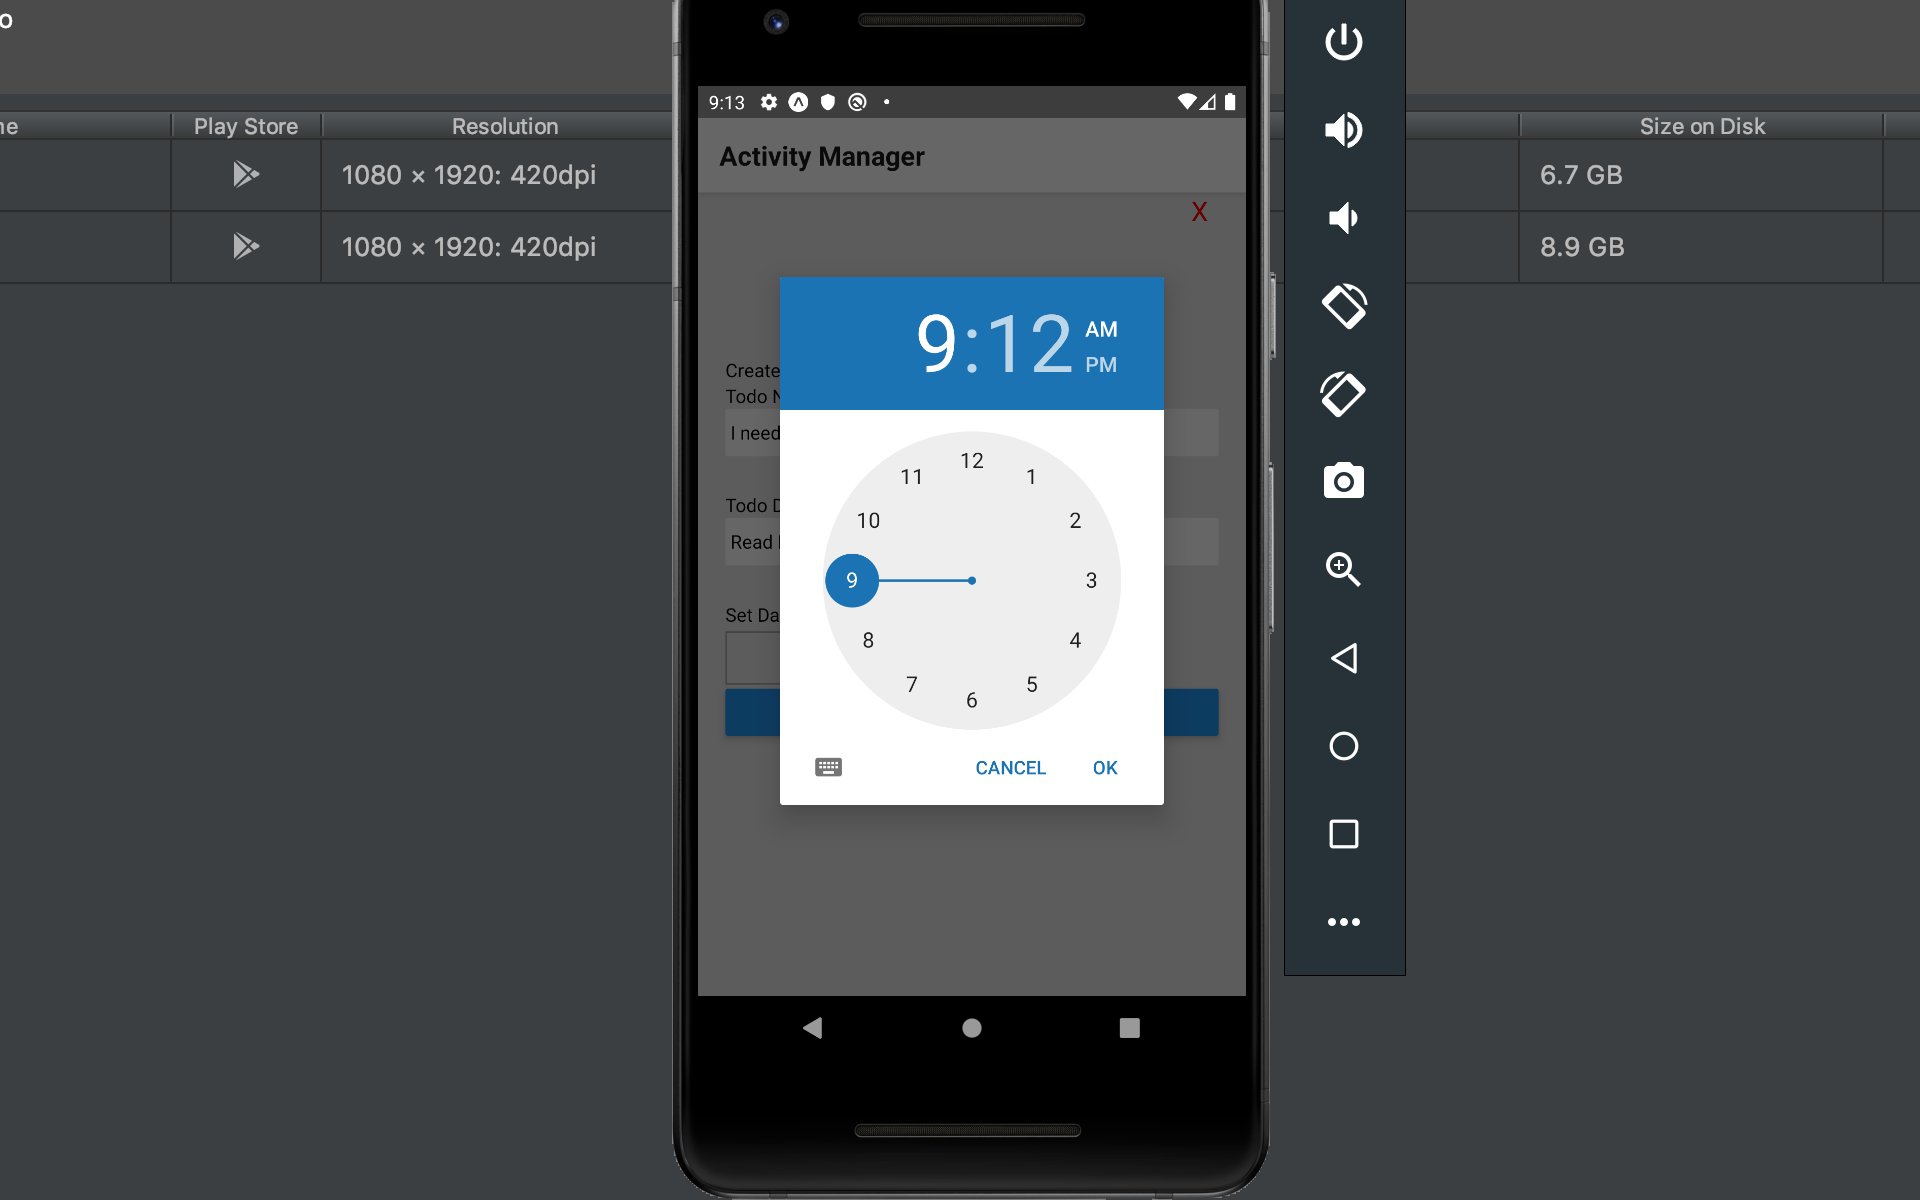 o
ne Play Store Resolution Size on Disk
1080 × 1920: 420dpi 6.7 GB
1080 × 1920: 420dpi 8.9 GB
9:13
Activity Manager
X
Create
Todo N
I need
Todo D
Read
Set Da
9:12 AM
PM
12
11 1
10 2
9 3
8 4
7 5
6
CANCEL OK